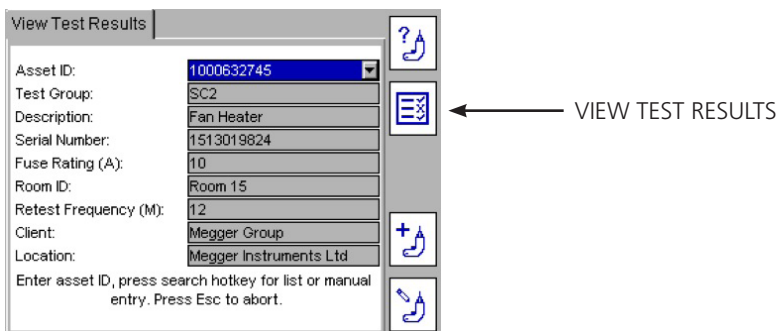 View Test Results
?
Asset ID: 1000632745
VIEW TEST RESULTS
Test Group: SC2
Description: Fan Heater
Serial Number: 1513019824
Fuse Rating (A): 10
Room ID: Room 15
Retest Frequency (M): 12
Client: Megger Group
+
Location: Megger Instruments Ltd
Enter asset ID, press search hotkey for list or manual
entry. Press Esc to abort.